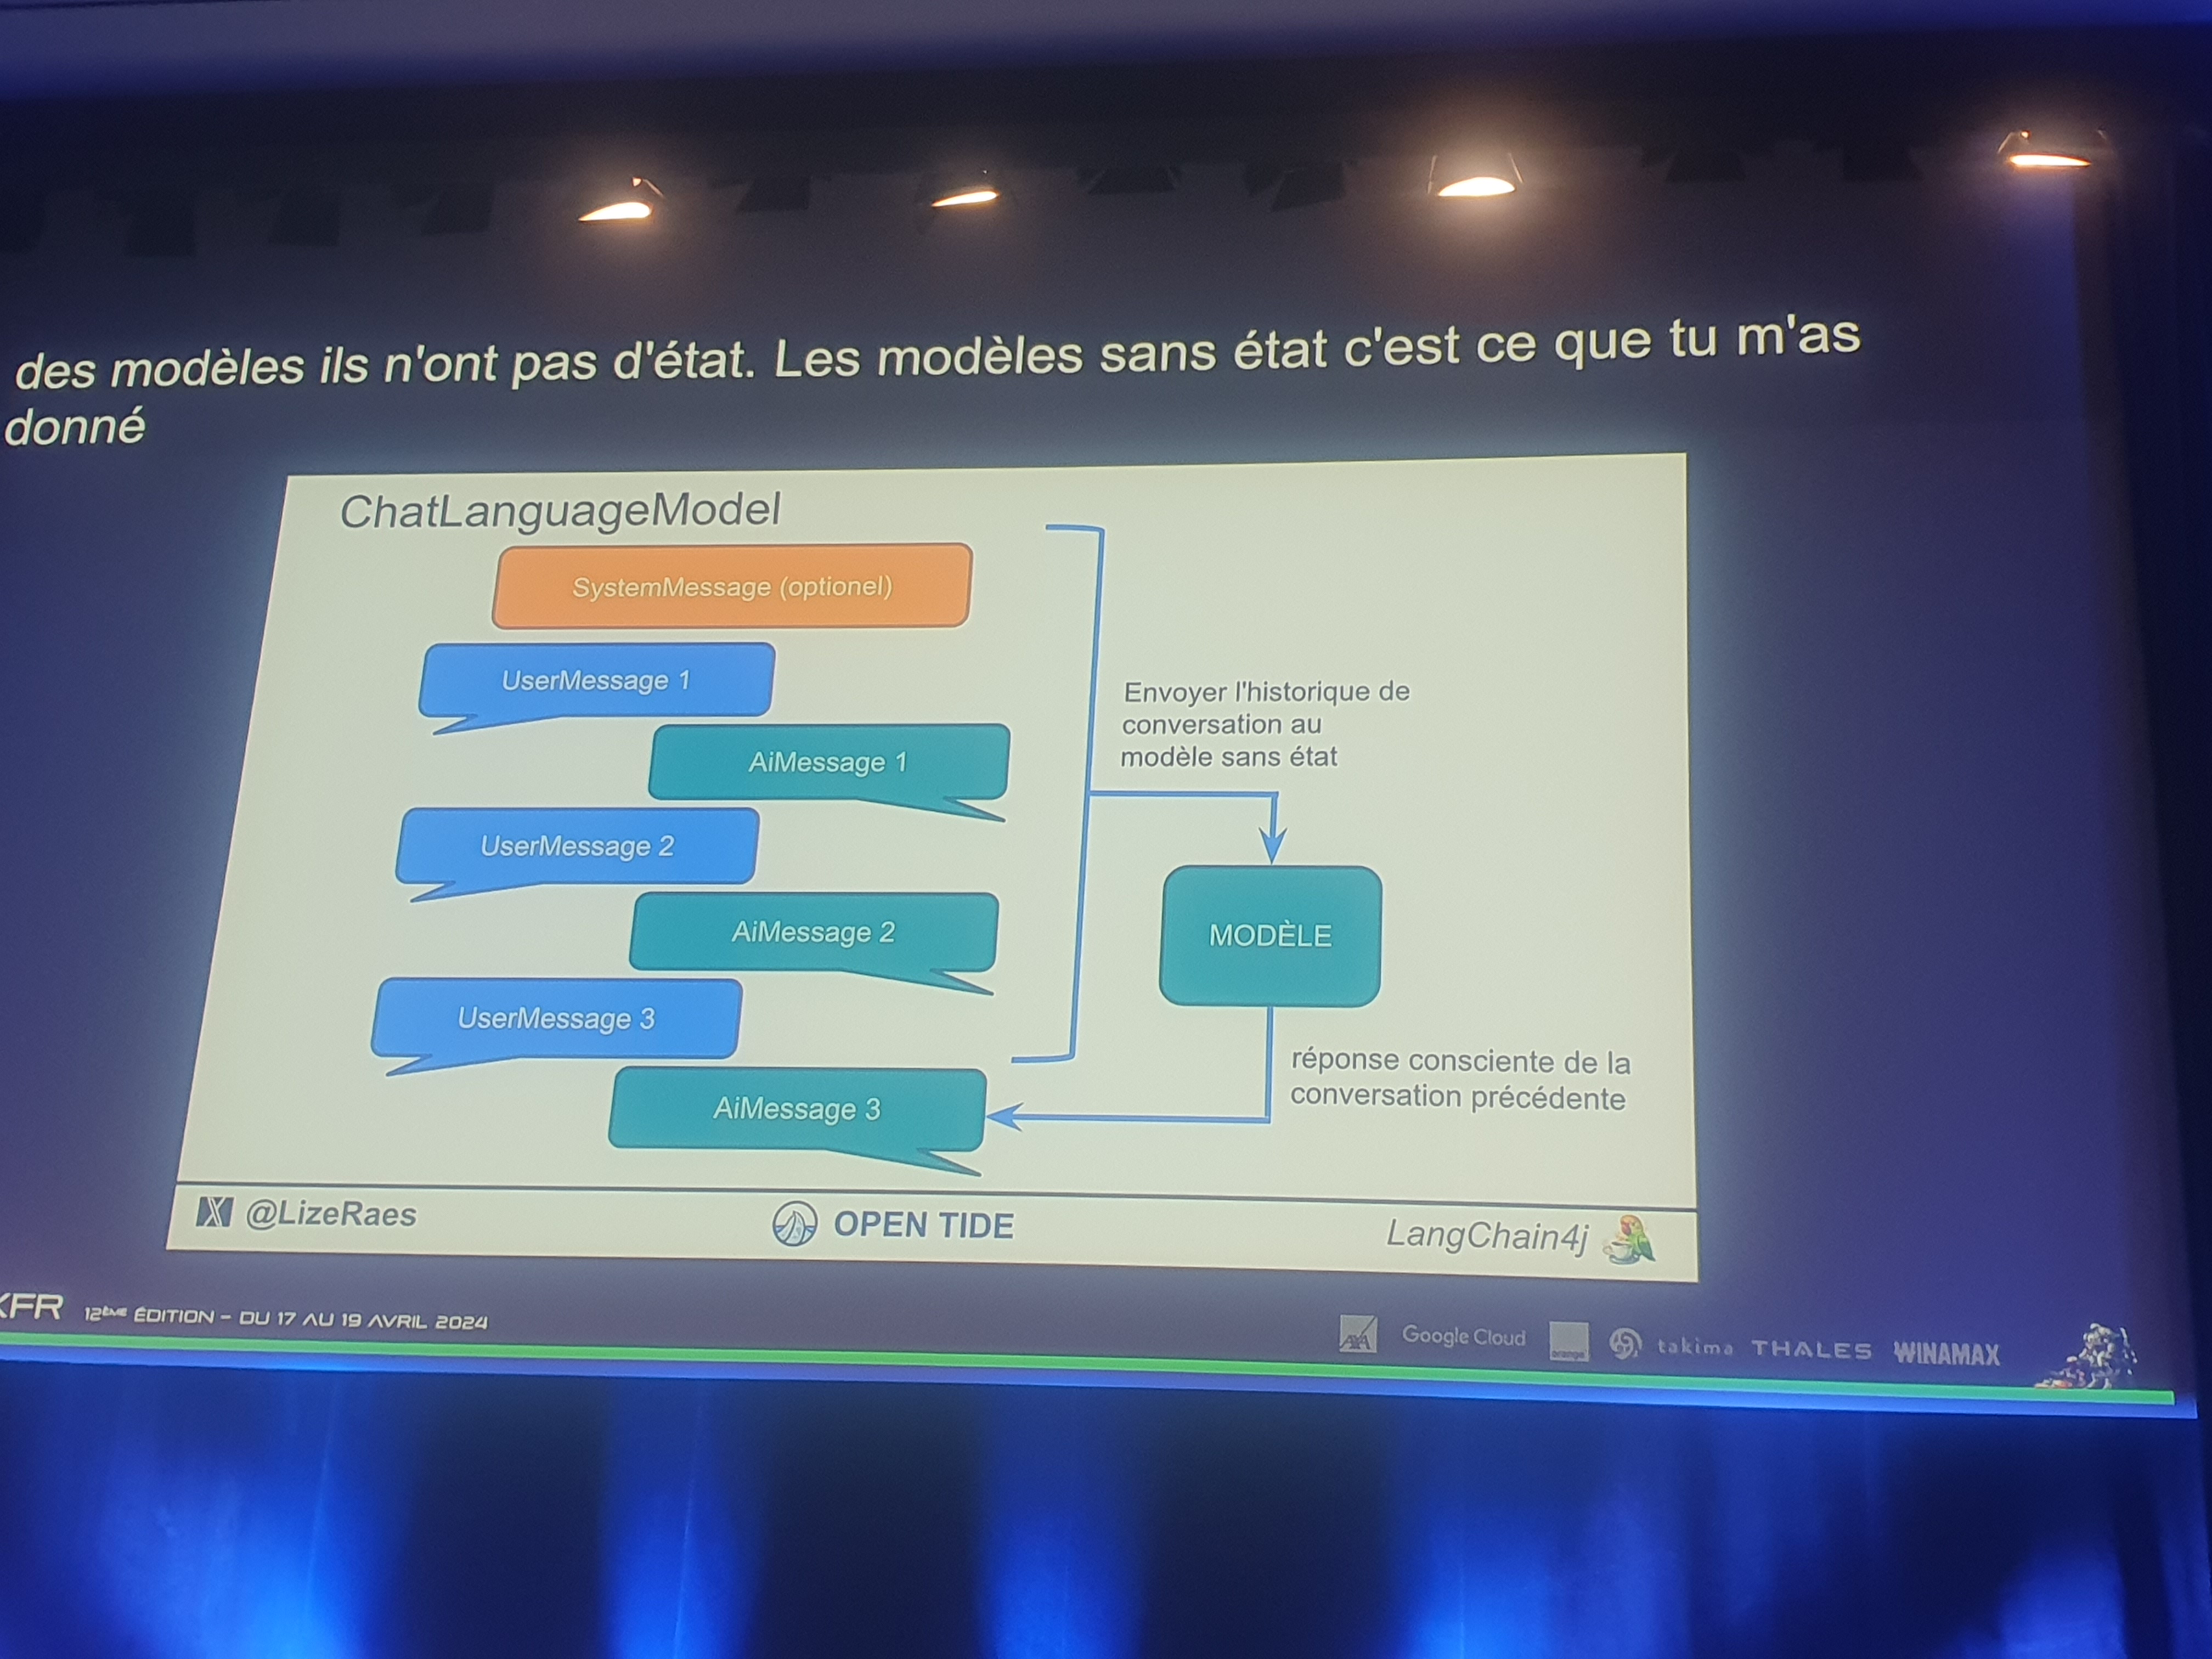 des modèles ils n'ont pas d'état. Les modèles sans état c'est ce que tu m'as
donné
ChatLanguageModel
SystemMessage (optionel)
UserMessage 1
AiMessage 1
UserMessage 2
AiMessage 2
UserMessage 3
AiMessage 3
Envoyer l'historique de
conversation au
modèle sans état
MODÈLE
réponse consciente de la
conversation précédente
X @LizeRaes
OPEN TIDE
LangChain4j
XFR 12ème ÉDITION – DU 17 AU 19 AVRIL 2024
AXA Google Cloud orange takima THALES WINAMAX